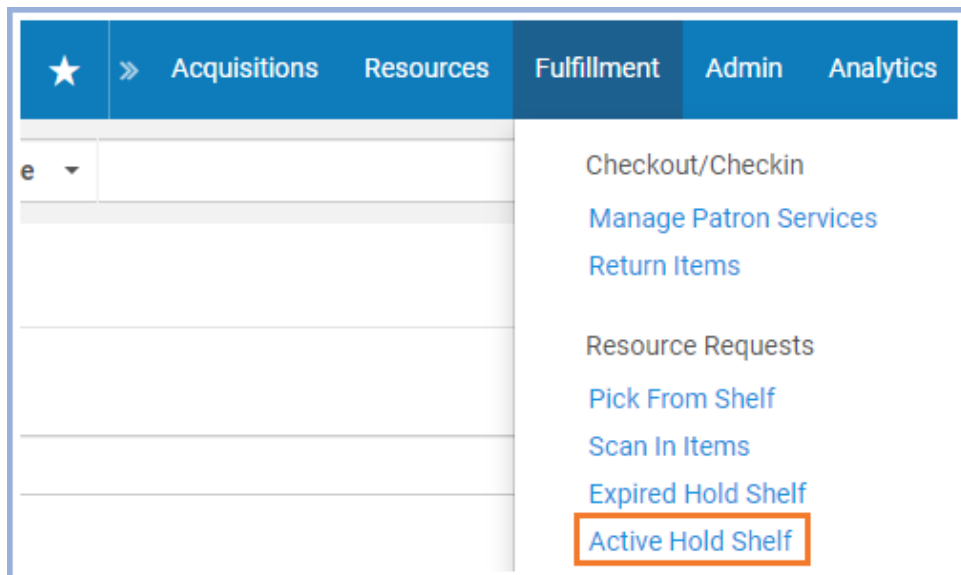 Acquisitions Resources Fulfillment Admin Analytics
e
Checkout/Checkin
Manage Patron Services
Return Items
Resource Requests
Pick From Shelf
Scan In Items
Expired Hold Shelf
Active Hold Shelf